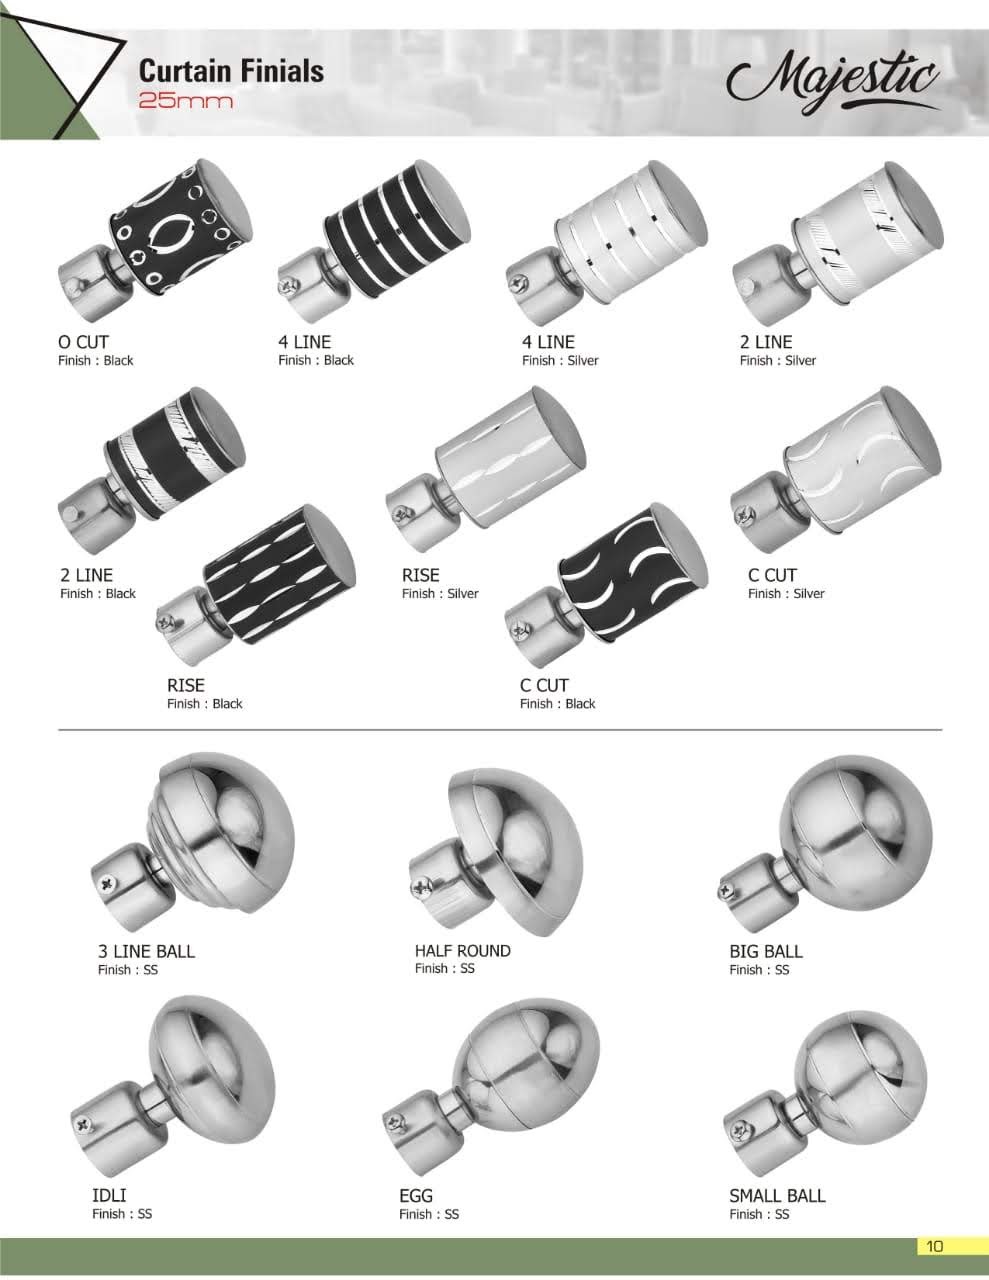 Curtain Finials
25mm
Majestic
O CUT
Finish : Black
4 LINE
Finish : Black
4 LINE
Finish : Silver
2 LINE
Finish : Silver
2 LINE
Finish : Black
RISE
Finish : Silver
C CUT
Finish : Silver
RISE
Finish : Black
C CUT
Finish : Black
3 LINE BALL
Finish : SS
HALF ROUND
Finish : SS
BIG BALL
Finish : SS
IDLI
Finish : SS
EGG
Finish : SS
SMALL BALL
Finish : SS
10